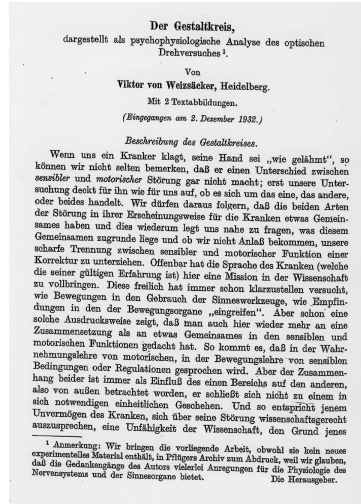 Der Gestaltkreis,
dargestellt als psychophysiologische Analyse des optischen
Drehversuches¹.
Von
Viktor von Weizsäcker, Heidelberg.
Mit 2 Textabbildungen.
(Eingegangen am 2. Dezember 1932.)
Beschreibung des Gestaltkreises.
Wenn uns ein Kranker klagt, seine Hand sei „wie gelähmt“, so
können wir nicht selten bemerken, daß er einen Unterschied zwischen
sensibler und motorischer Störung gar nicht macht; erst unsere Unter-
suchung deckt für ihn wie für uns auf, ob es sich um das eine, das andere,
oder beides handelt. Wir dürfen daraus folgern, daß die beiden Arten
der Störung in ihrer Erscheinungsweise für die Kranken etwas Gemein-
sames haben und dies wiederum legt uns nahe zu fragen, was diesem
Gemeinsamen zugrunde liege und ob wir nicht Anlaß bekommen, unsere
scharfe Trennung zwischen sensibler und motorischer Funktion einer
Korrektur zu unterziehen. Offenbar hat die Sprache des Kranken (welche
die seiner gültigen Erfahrung ist) hier eine Mission in der Wissenschaft
zu vollbringen. Diese freilich hat immer schon klarzustellen versucht,
wie Bewegungen in den Gebrauch der Sinneswerkzeuge, wie Empfin-
dungen in den der Bewegungsorgane „eingreifen“. Aber schon eine
solche Ausdrucksweise zeigt, daß man auch hier wieder mehr an eine
Zusammensetzung als an etwas Gemeinsames in den sensiblen und
motorischen Funktionen gedacht hat. So kommt es, daß in der Wahr-
nehmungslehre von motorischen, in der Bewegungslehre von sensiblen
Bedingungen oder Regulationen gesprochen wird. Aber der Zusammen-
hang beider ist immer als Einfluß des einen Bereichs auf den anderen,
also von außen betrachtet worden, er schließt sich nicht zu einem in
sich notwendigen einheitlichen Geschehen. Und so entspricht jenem
Unvermögen des Kranken, sich über seine Störung wissenschaftsgerecht
auszusprechen, eine Unfähigkeit der Wissenschaft, den Grund jenes
¹ Anmerkung: Wir bringen die vorliegende Arbeit, obwohl sie kein neues
experimentelles Material enthält, in Pflügers Archiv zum Abdruck, weil wir glauben,
daß die Gedankengänge des Autors vielerlei Anregungen für die Physiologie des
Nervensystems und der Sinnesorgane bietet. Die Herausgeber.